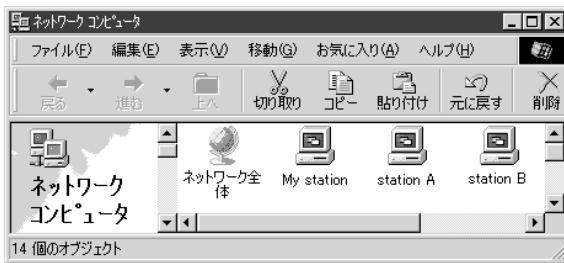 ネットワーク コンピュータ
ファイル(F) 編集(E) 表示(V) 移動(G) お気に入り(A) ヘルプ(H)
戻る 進む 上へ 切り取り コピー 貼り付け 元に戻す 削除
ネットワーク
コンピュータ
ネットワーク全
体
My station
station A
station B
14 個のオブジェクト